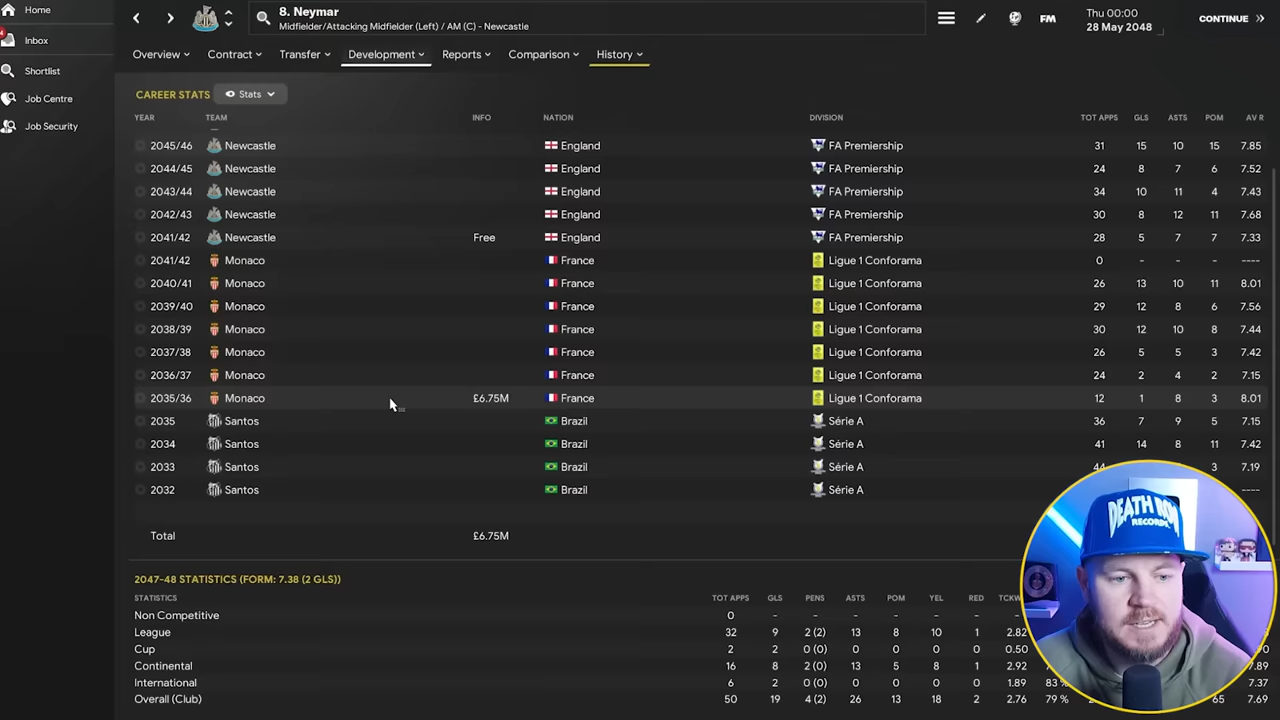 8. Neymar
Midfielder/Attacking Midfielder (Left) / AM (C) - Newcastle
FM
Thu 00:00
28 May 2048
CONTINUE
4
Home
Inbox
Shortlist
Job Centre
Job Security
Overview Contract Transfer Development Reports Comparison History
CAREER STATS Stats
YEAR TEAM INFO NATION DIVISION TOT APPS GLS ASTS POM AV R
2045/46 Newcastle England FA Premiership 31 15 10 15 7.85
2044/45 Newcastle England FA Premiership 24 8 7 6 7.52
2043/44 Newcastle England FA Premiership 34 10 11 4 7.43
2042/43 Newcastle England FA Premiership 30 8 12 11 7.68
2041/42 Newcastle Free England FA Premiership 28 5 7 7 7.33
2041/42 Monaco France Ligue 1 Conforama 0 - - - ----
2040/41 Monaco France Ligue 1 Conforama 26 13 10 11 8.01
2039/40 Monaco France Ligue 1 Conforama 29 12 8 6 7.56
2038/39 Monaco France Ligue 1 Conforama 30 12 10 8 7.44
2037/38 Monaco France Ligue 1 Conforama 26 5 5 3 7.42
2036/37 Monaco France Ligue 1 Conforama 24 2 4 2 7.15
2035/36 Monaco £6.75M France Ligue 1 Conforama 12 1 8 3 8.01
2035 Santos Brazil Série A 36 7 9 5 7.15
2034 Santos Brazil Série A 41 14 8 11 7.42
2033 Santos Brazil Série A 44 3 7.19
2032 Santos Brazil Série A ----
Total £6.75M
2047-48 STATISTICS (FORM: 7.38 (2 GLS))
STATISTICS TOT APPS GLS PENS ASTS POM YEL RED TCKW
Non Competitive 0 - - - - - -
League 32 9 2 (2) 13 8 10 1 2.82
Cup 2 2 0 (0) 0 0 0 0 0.50
Continental 16 8 2 (0) 13 5 8 1 2.92 7.89
International 6 2 0 (0) 0 0 0 0 1.89 83 % 7.37
Overall (Club) 50 19 4 (2) 26 13 18 2 2.76 79 % 65 7.69
DEATH ROW
RECORDS